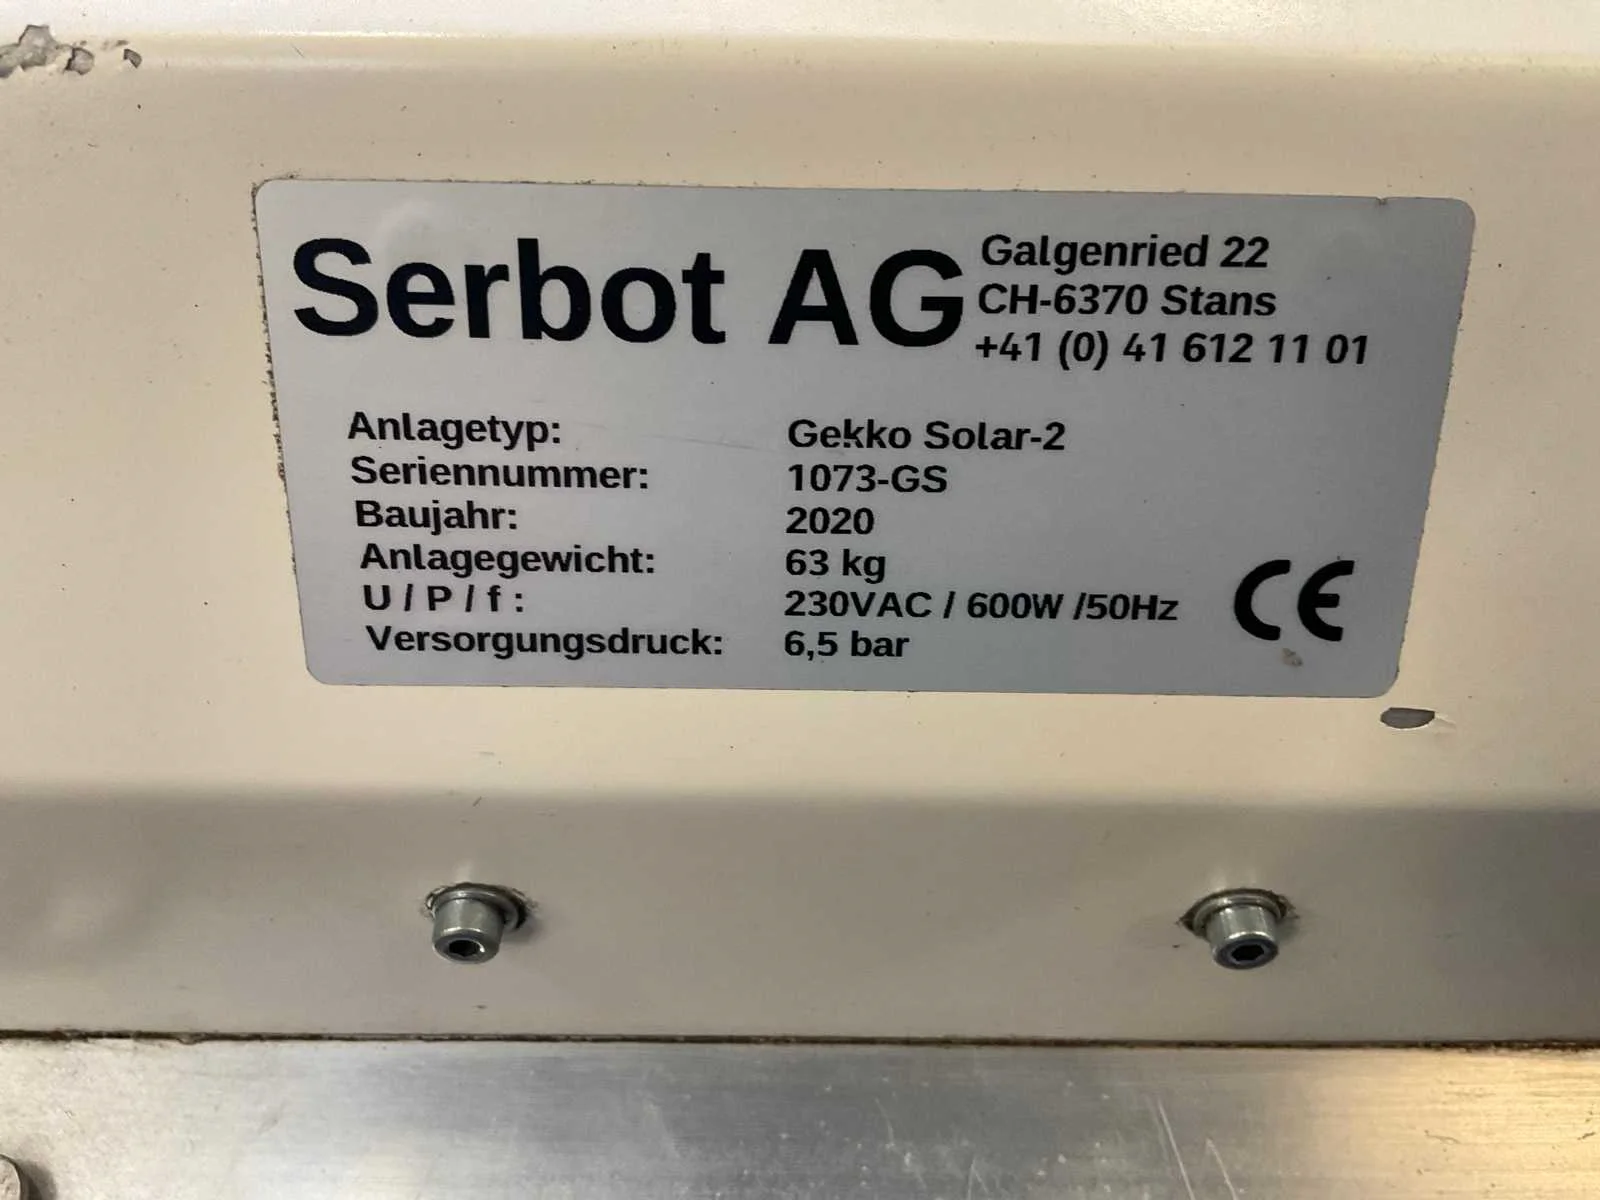 Serbot AG
Galgenried 22
CH-6370 Stans
+41 (0) 41 612 11 01
Anlagetyp: Gekko Solar-2
Seriennummer: 1073-GS
Baujahr: 2020
Anlagegewicht: 63 kg
U / P / f : 230VAC / 600W /50Hz
Versorgungsdruck: 6,5 bar
CE